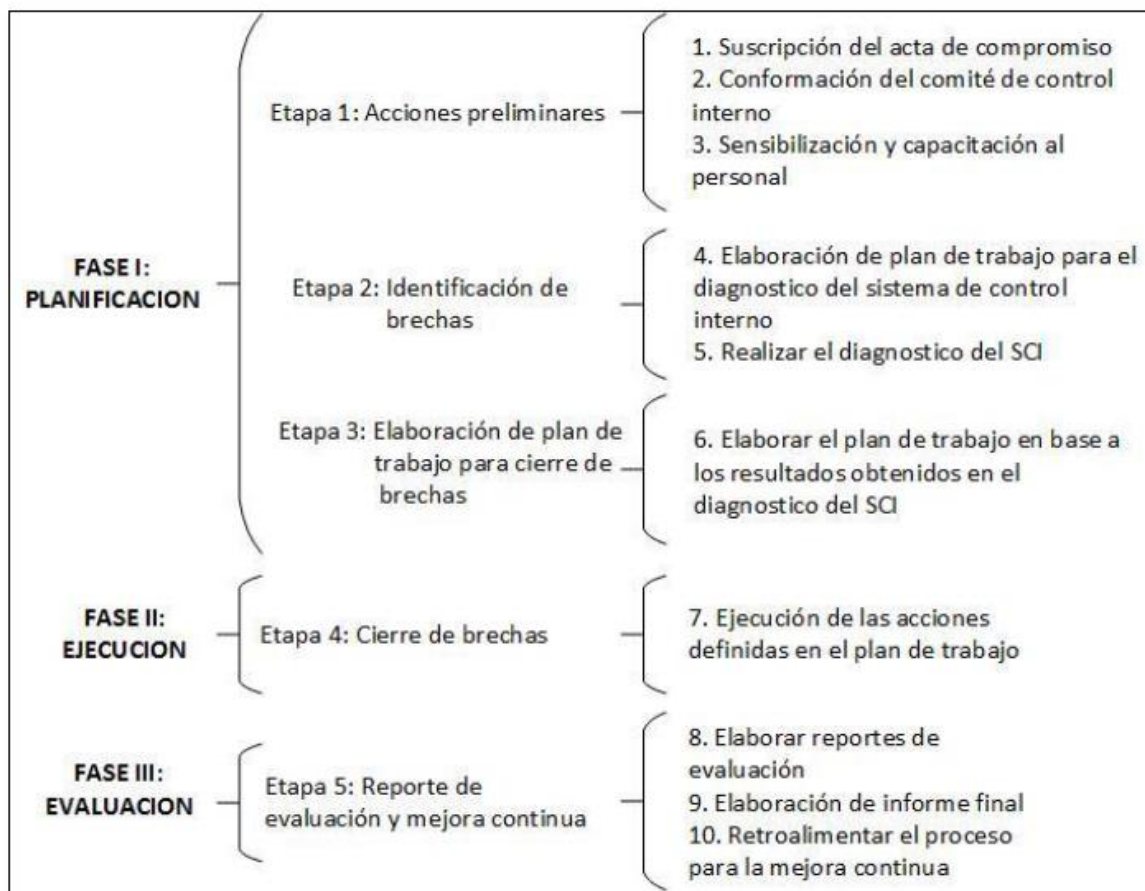 FASE I:
PLANIFICACION
Etapa 1: Acciones preliminares
1. Suscripción del acta de compromiso
2. Conformación del comité de control
interno
3. Sensibilización y capacitación al
personal
Etapa 2: Identificación de
brechas
4. Elaboración de plan de trabajo para el
diagnostico del sistema de control
interno
5. Realizar el diagnostico del SCI
Etapa 3: Elaboración de plan de
trabajo para cierre de
brechas
6. Elaborar el plan de trabajo en base a
los resultados obtenidos en el
diagnostico del SCI
FASE II:
EJECUCION
Etapa 4: Cierre de brechas
7. Ejecución de las acciones
definidas en el plan de trabajo
FASE III:
EVALUACION
Etapa 5: Reporte de
evaluación y mejora continua
8. Elaborar reportes de
evaluación
9. Elaboración de informe final
10. Retroalimentar el proceso
para la mejora continua